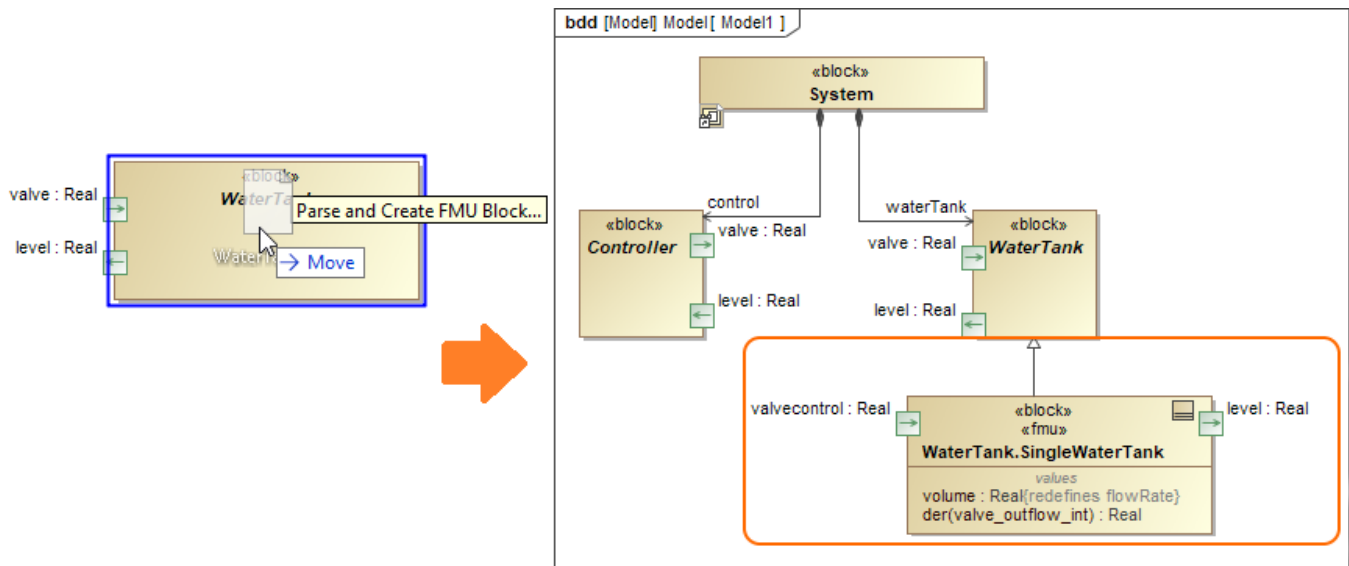 «block»
WaterTa
valve : Real
Parse and Create FMU Block...
level : Real
Water
Move
bdd [Model] Model[ Model1 ]
«block»
System
control
waterTank
«block»
Controller
valve : Real
level : Real
«block»
WaterTank
valve : Real
level : Real
valvecontrol : Real
«block»
«fmu»
WaterTank.SingleWaterTank
level : Real
values
volume : Real{redefines flowRate}
der(valve_outflow_int) : Real